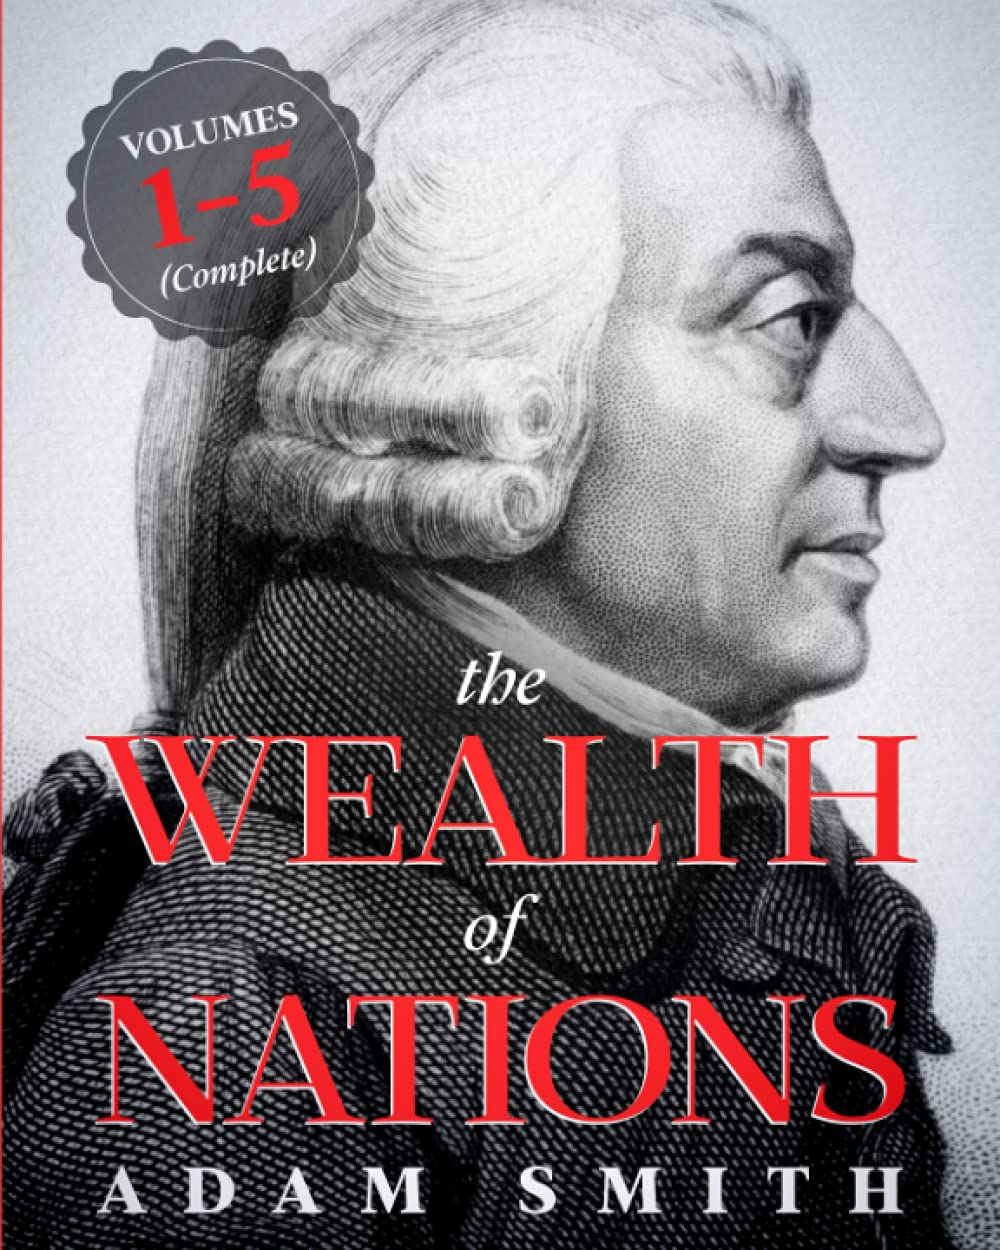 VOLUMES
1–5
(Complete)
the
WEALTH
of
NATIONS
ADAM SMITH